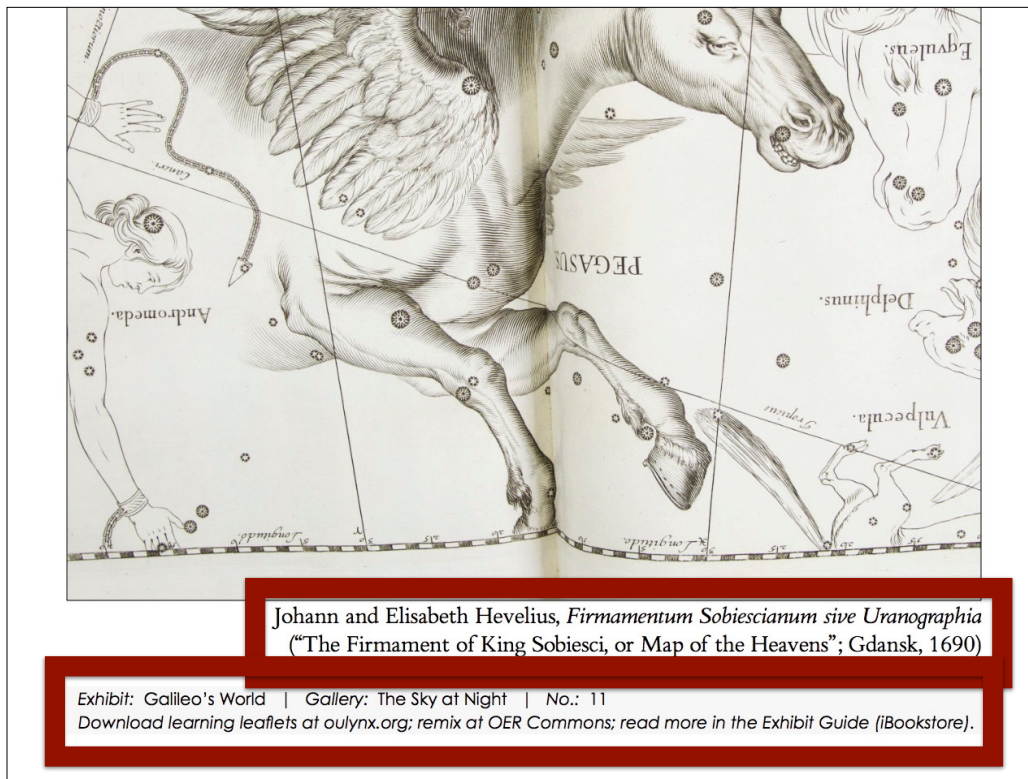 Equleus.
Cancri.
PEGASUS.
Andromeda.
Delphinus.
Vulpecula.
Tropicus
Longitudo.
Longitudo.
Johann and Elisabeth Hevelius, Firmamentum Sobiescianum sive Uranographia
(“The Firmament of King Sobiesci, or Map of the Heavens”; Gdansk, 1690)
Exhibit: Galileo’s World | Gallery: The Sky at Night | No.: 11
Download learning leaflets at oulynx.org; remix at OER Commons; read more in the Exhibit Guide (iBookstore).